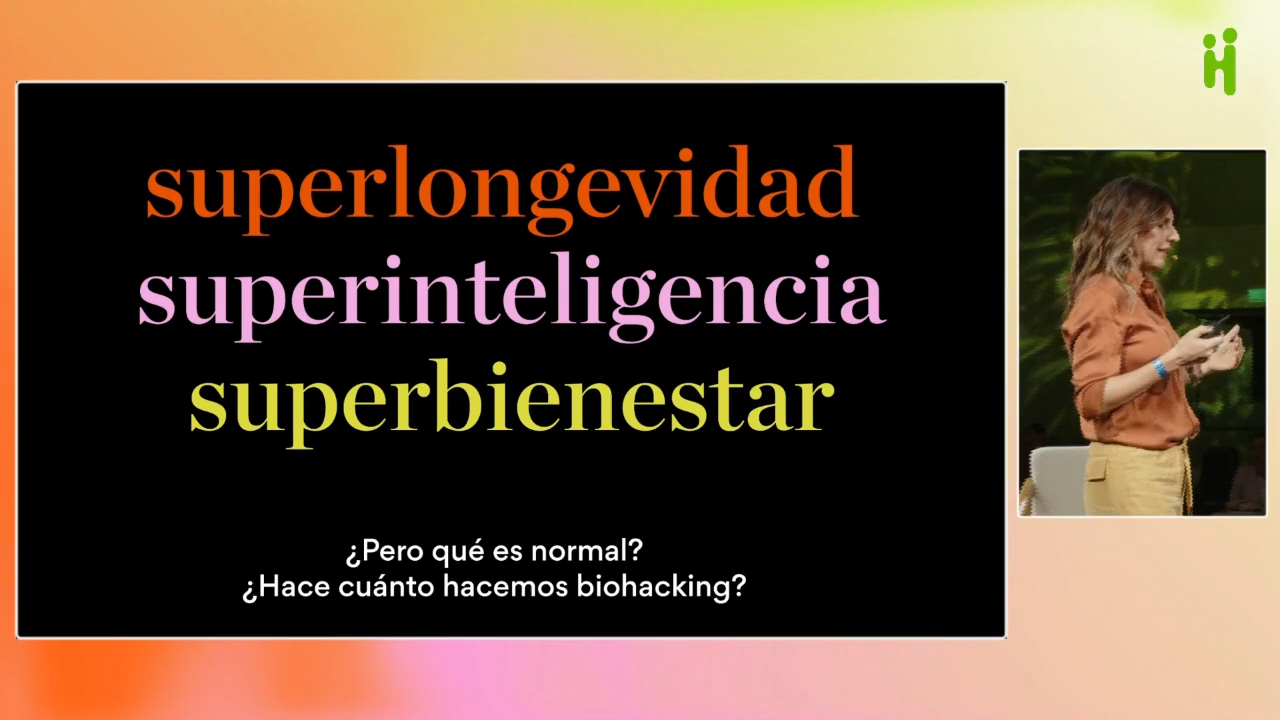 superlongevidad
superinteligencia
superbienestar
¿Pero qué es normal?
¿Hace cuánto hacemos biohacking?